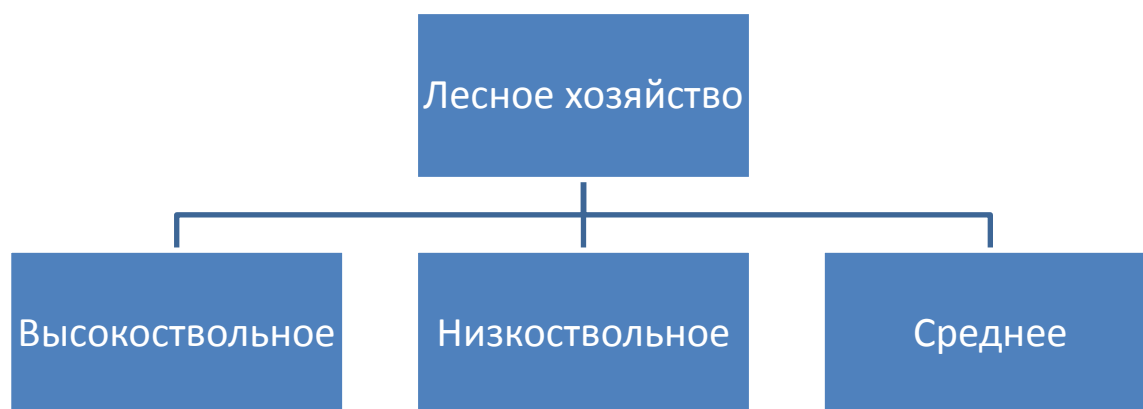 Лесное хозяйство
Высокоствольное
Низкоствольное
Среднее